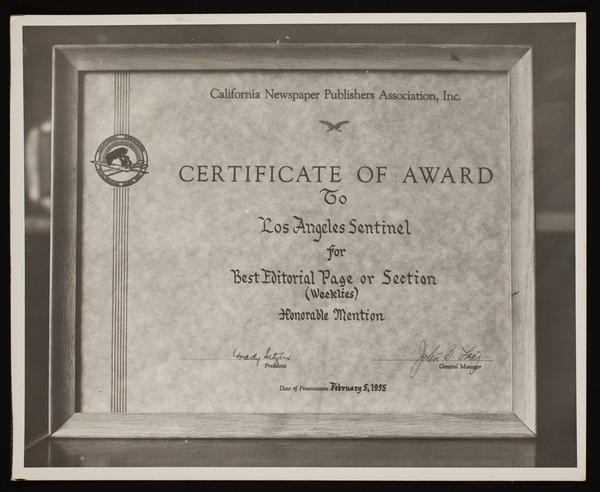 California Newspaper Publishers Association, Inc.
CERTIFICATE OF AWARD
To
Los Angeles Sentinel
for
Best Editorial Page or Section
(Weeklies)
Honorable Mention
President
General Manager
Date of Presentation February 5, 1955